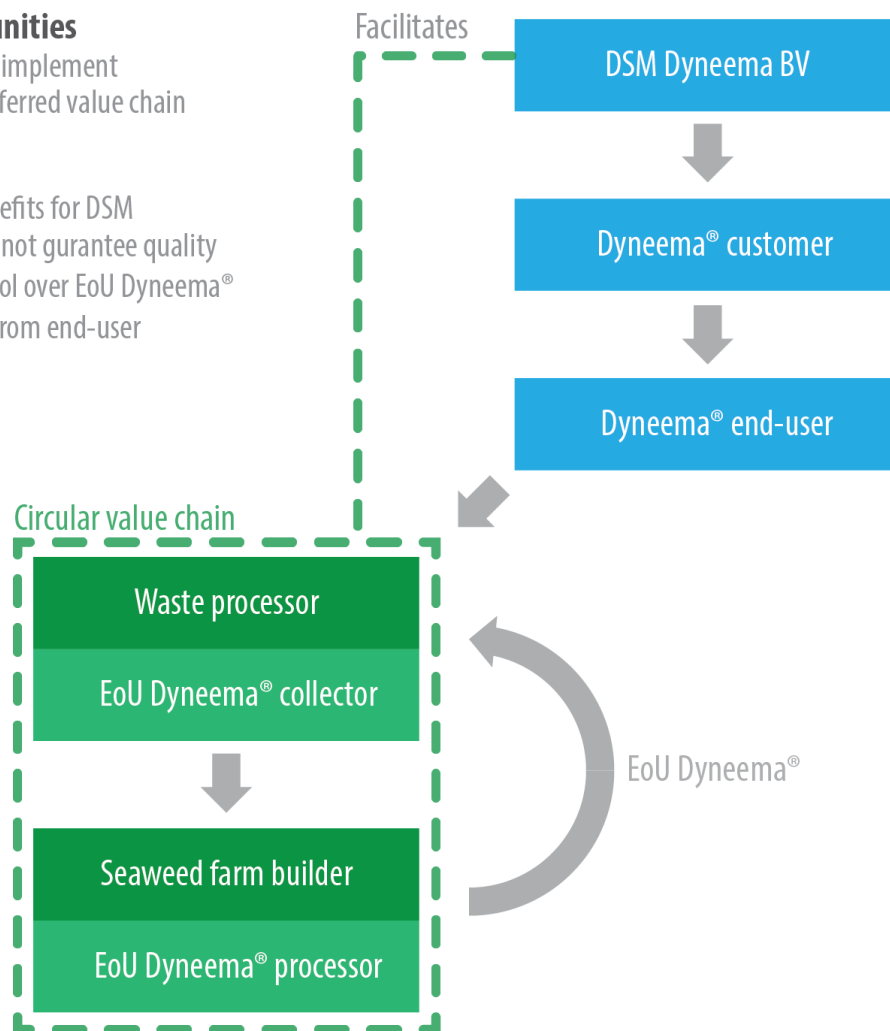 unities
implement
ferred value chain
efits for DSM
not gurantee quality
ol over EoU Dyneema®
rom end-user
Facilitates
DSM Dyneema BV
Dyneema® customer
Dyneema® end-user
Circular value chain
Waste processor
EoU Dyneema® collector
EoU Dyneema®
Seaweed farm builder
EoU Dyneema® processor